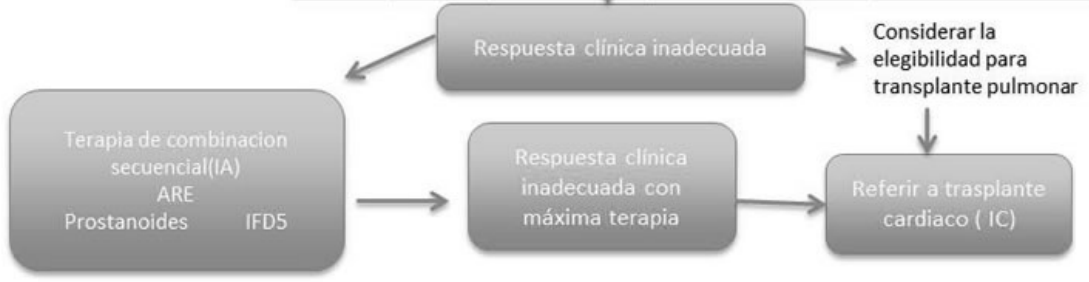 Respuesta clínica inadecuada
Considerar la
elegibilidad para
transplante pulmonar
Terapia de combinacion
secuencial(IA)
ARE
Prostanoides IFD5
Respuesta clínica
inadecuada con
máxima terapia
Referir a trasplante
cardiaco ( IC)